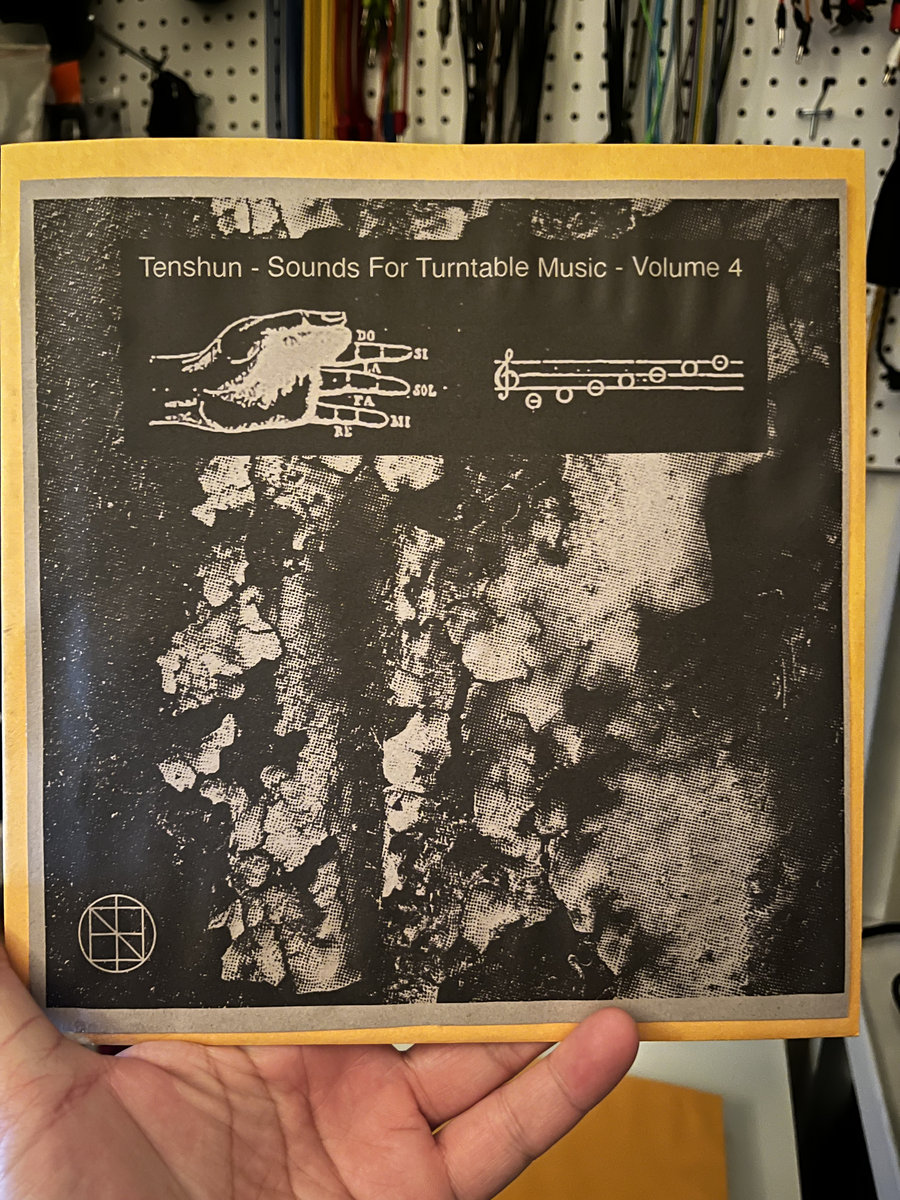 Tenshun - Sounds For Turntable Music - Volume 4
DO
SI
LA
SOL
FA
MI
RE